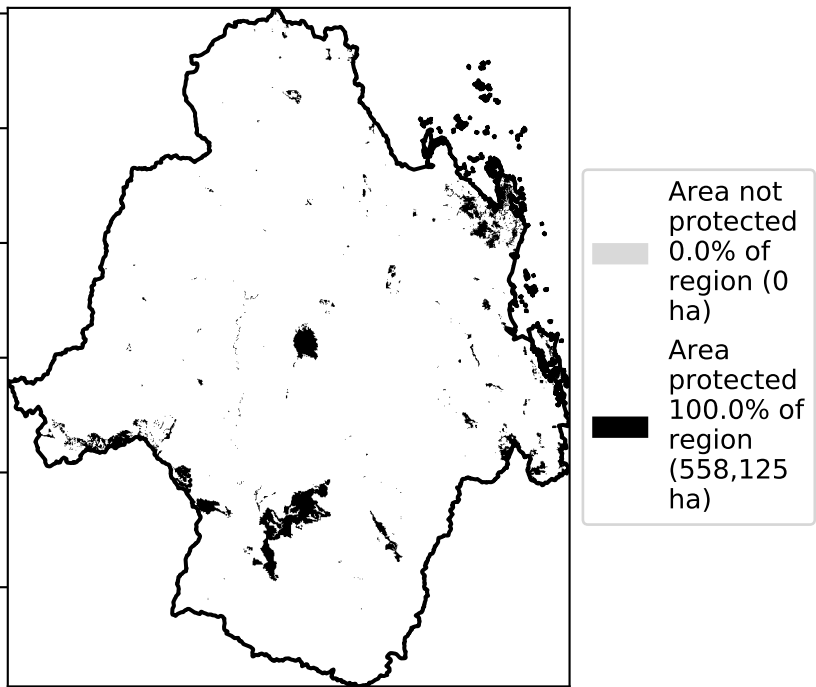 Area not
protected
0.0% of
region (0
ha)
Area
protected
100.0% of
region
(558,125
ha)